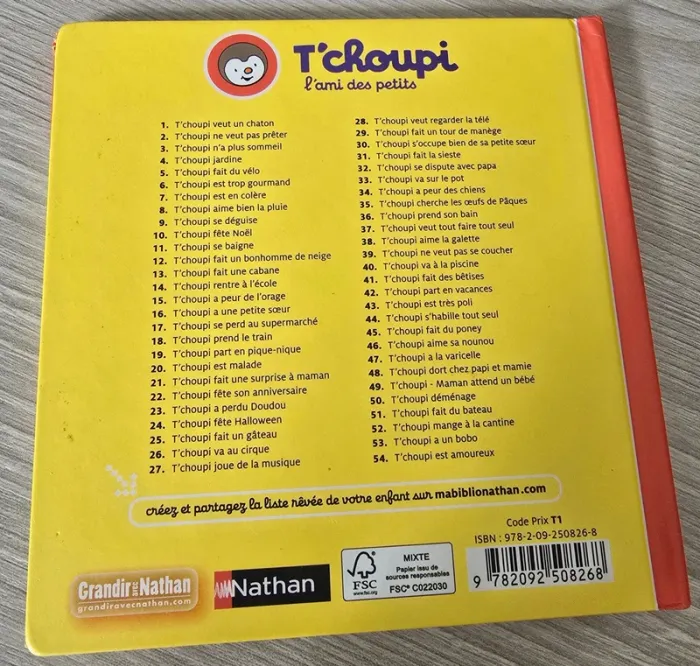 T'choupi
l'ami des petits
1. T'choupi veut un chaton
2. T'choupi ne veut pas prêter
3. T'choupi n'a plus sommeil
4. T'choupi jardine
5. T'choupi fait du vélo
6. T'choupi est trop gourmand
7. T'choupi est en colère
8. T'choupi aime bien la pluie
9. T'choupi se déguise
10. T'choupi fête Noël
11. T'choupi se baigne
12. T'choupi fait un bonhomme de neige
13. T'choupi fait une cabane
14. T'choupi rentre à l'école
15. T'choupi a peur de l'orage
16. T'choupi a une petite sœur
17. T'choupi se perd au supermarché
18. T'choupi prend le train
19. T'choupi part en pique-nique
20. T'choupi est malade
21. T'choupi fait une surprise à maman
22. T'choupi fête son anniversaire
23. T'choupi a perdu Doudou
24. T'choupi fête Halloween
25. T'choupi fait un gâteau
26. T'choupi va au cirque
27. T'choupi joue de la musique
28. T'choupi veut regarder la télé
29. T'choupi fait un tour de manège
30. T'choupi s'occupe bien de sa petite sœur
31. T'choupi fait la sieste
32. T'choupi se dispute avec papa
33. T'choupi va sur le pot
34. T'choupi a peur des chiens
35. T'choupi cherche les œufs de Pâques
36. T'choupi prend son bain
37. T'choupi veut tout faire tout seul
38. T'choupi aime la galette
39. T'choupi ne veut pas se coucher
40. T'choupi va à la piscine
41. T'choupi fait des bêtises
42. T'choupi part en vacances
43. T'choupi est très poli
44. T'choupi s'habille tout seul
45. T'choupi fait du poney
46. T'choupi aime sa nounou
47. T'choupi a la varicelle
48. T'choupi dort chez papi et mamie
49. T'choupi - Maman attend un bébé
50. T'choupi déménage
51. T'choupi fait du bateau
52. T'choupi mange à la cantine
53. T'choupi a un bobo
54. T'choupi est amoureux
créez et partagez la liste rêvée de votre enfant sur mabiblionathan.com
Code Prix T1
ISBN : 978-2-09-250826-8
Grandir avec Nathan
grandiravecnathan.com
Nathan
FSC
www.fsc.org
MIXTE
Papier issu de
sources responsables
FSC® C022030
9 782092 508268